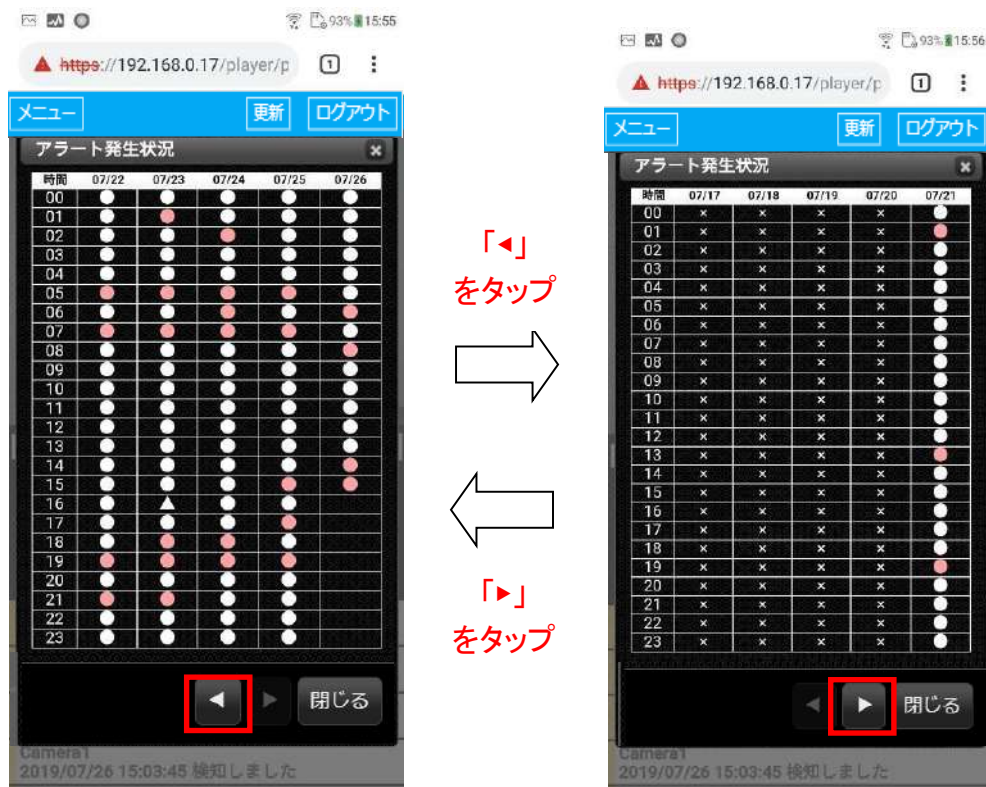 93% 15:55
https://192.168.0.17/player/p 1
メニュー 更新 ログアウト
アラート発生状況 ×
時間 07/22 07/23 07/24 07/25 07/26
00 ● ● ● ● ●
01 ● ● ● ● ●
02 ● ● ● ● ●
03 ● ● ● ● ●
04 ● ● ● ● ●
05 ● ● ● ● ●
06 ● ● ● ● ●
07 ● ● ● ● ●
08 ● ● ● ● ●
09 ● ● ● ● ●
10 ● ● ● ● ●
11 ● ● ● ● ●
12 ● ● ● ● ●
13 ● ● ● ● ●
14 ● ● ● ● ●
15 ● ● ● ● ●
16 ● ▲ ● ●
17 ● ● ● ●
18 ● ● ● ●
19 ● ● ● ●
20 ● ● ● ●
21 ● ● ● ●
22 ● ● ● ●
23 ● ● ● ●
◀ ▶ 閉じる
Camera1
2019/07/26 15:03:45 検知しました
「◀」
をタップ
「▶」
をタップ
93% 15:56
https://192.168.0.17/player/p 1
メニュー 更新 ログアウト
アラート発生状況 ×
時間 07/17 07/18 07/19 07/20 07/21
00 × × × × ●
01 × × × × ●
02 × × × × ●
03 × × × × ●
04 × × × × ●
05 × × × × ●
06 × × × × ●
07 × × × × ●
08 × × × × ●
09 × × × × ●
10 × × × × ●
11 × × × × ●
12 × × × × ●
13 × × × × ●
14 × × × × ●
15 × × × × ●
16 × × × × ●
17 × × × × ●
18 × × × × ●
19 × × × × ●
20 × × × × ●
21 × × × × ●
22 × × × × ●
23 × × × × ●
◀ ▶ 閉じる
Camera1
2019/07/26 15:03:45 検知しました